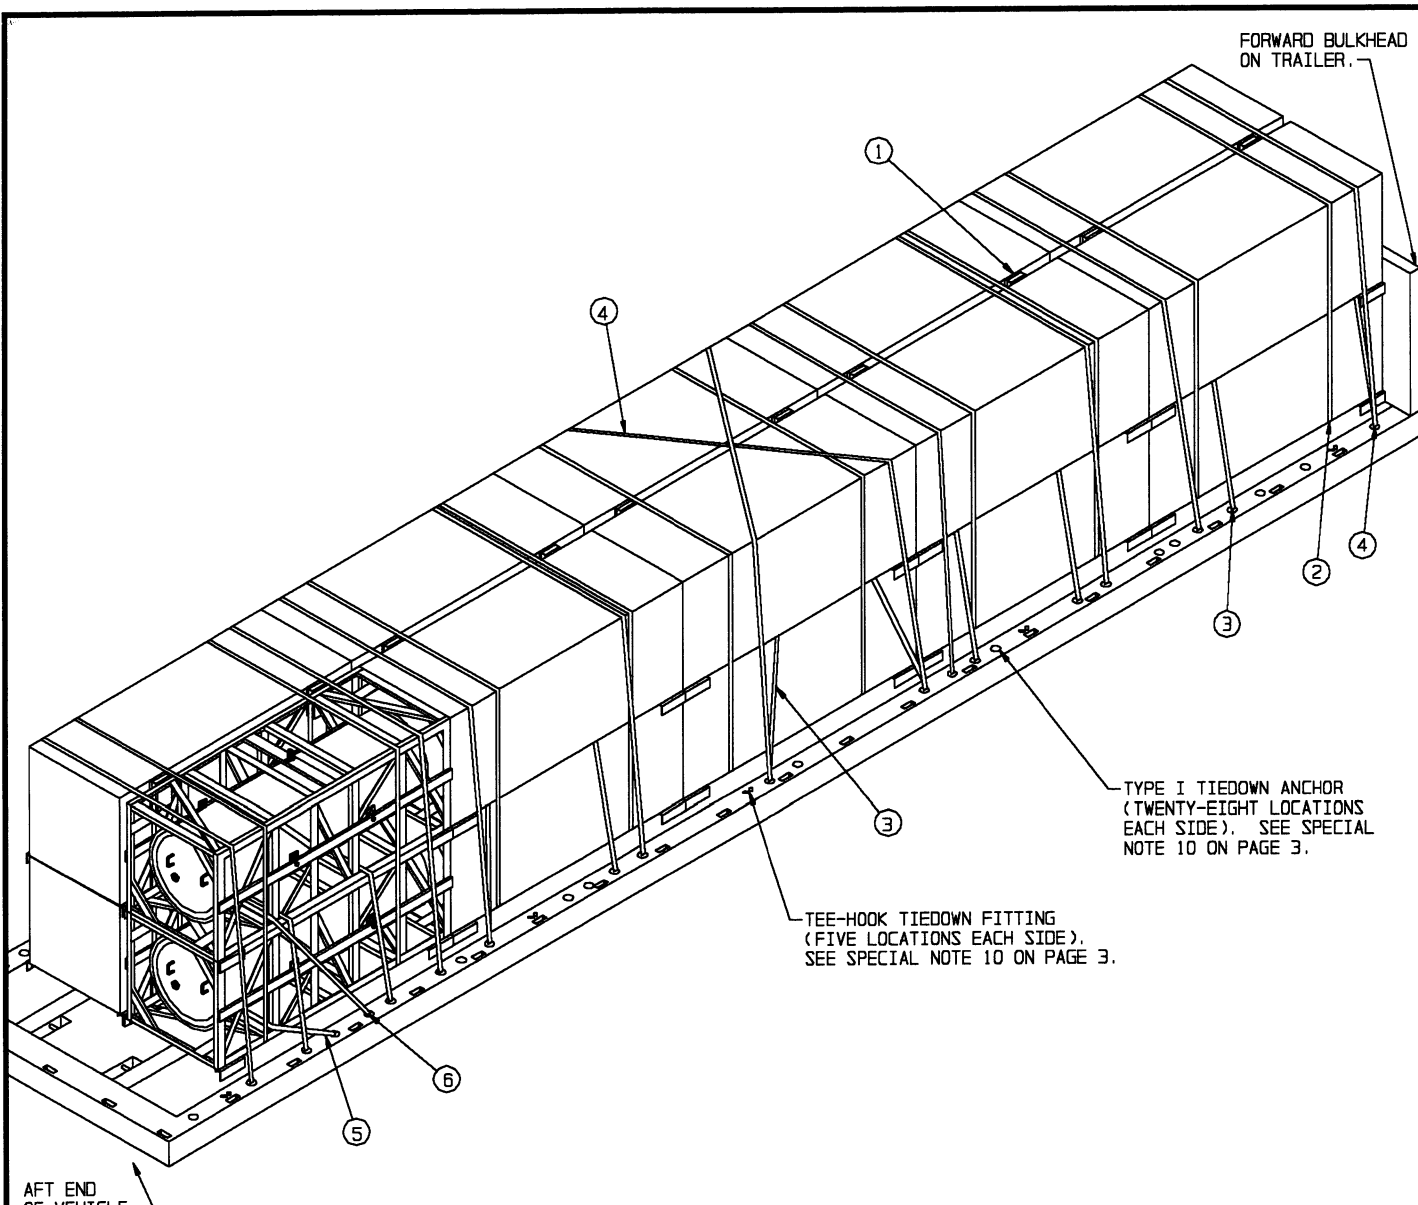 FORWARD BULKHEAD
ON TRAILER.
1
4
4
2
3
3
TYPE I TIEDOWN ANCHOR
(TWENTY-EIGHT LOCATIONS
EACH SIDE). SEE SPECIAL
NOTE 10 ON PAGE 3.
TEE-HOOK TIEDOWN FITTING
(FIVE LOCATIONS EACH SIDE).
SEE SPECIAL NOTE 10 ON PAGE 3.
6
5
AFT END
OF VEHICLE